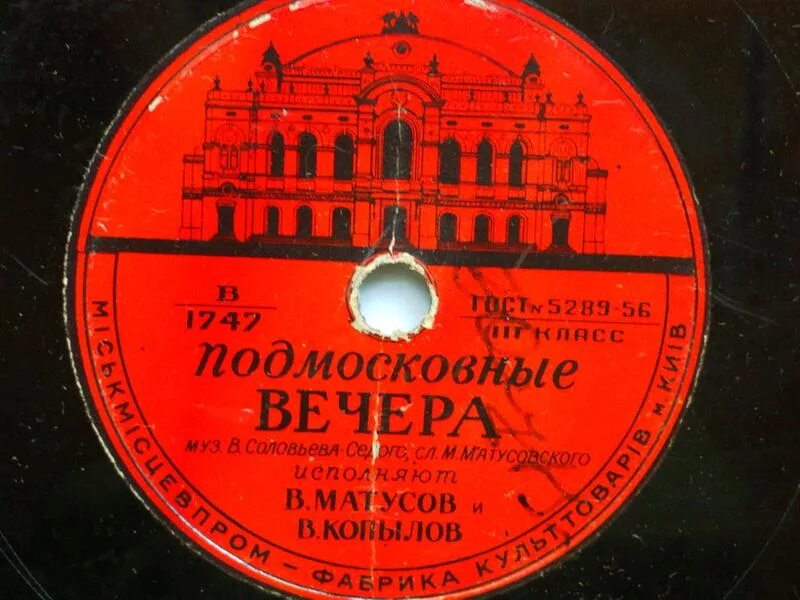 В
1747
ГОСТ № 5289-56
III КЛАСС
ПОДМОСКОВНЫЕ
ВЕЧЕРА
МУЗ. В. СОЛОВЬЕВА-СЕДОГО, СЛ. М. МАТУСОВСКОГО
ИСПОЛНЯЮТ
В. МАТУСОВ И
В. КОПЫЛОВ
МІСЬКМІСЦЕВПРОМ – ФАБРИКА КУЛЬТТОВАРІВ М. КИЇВ